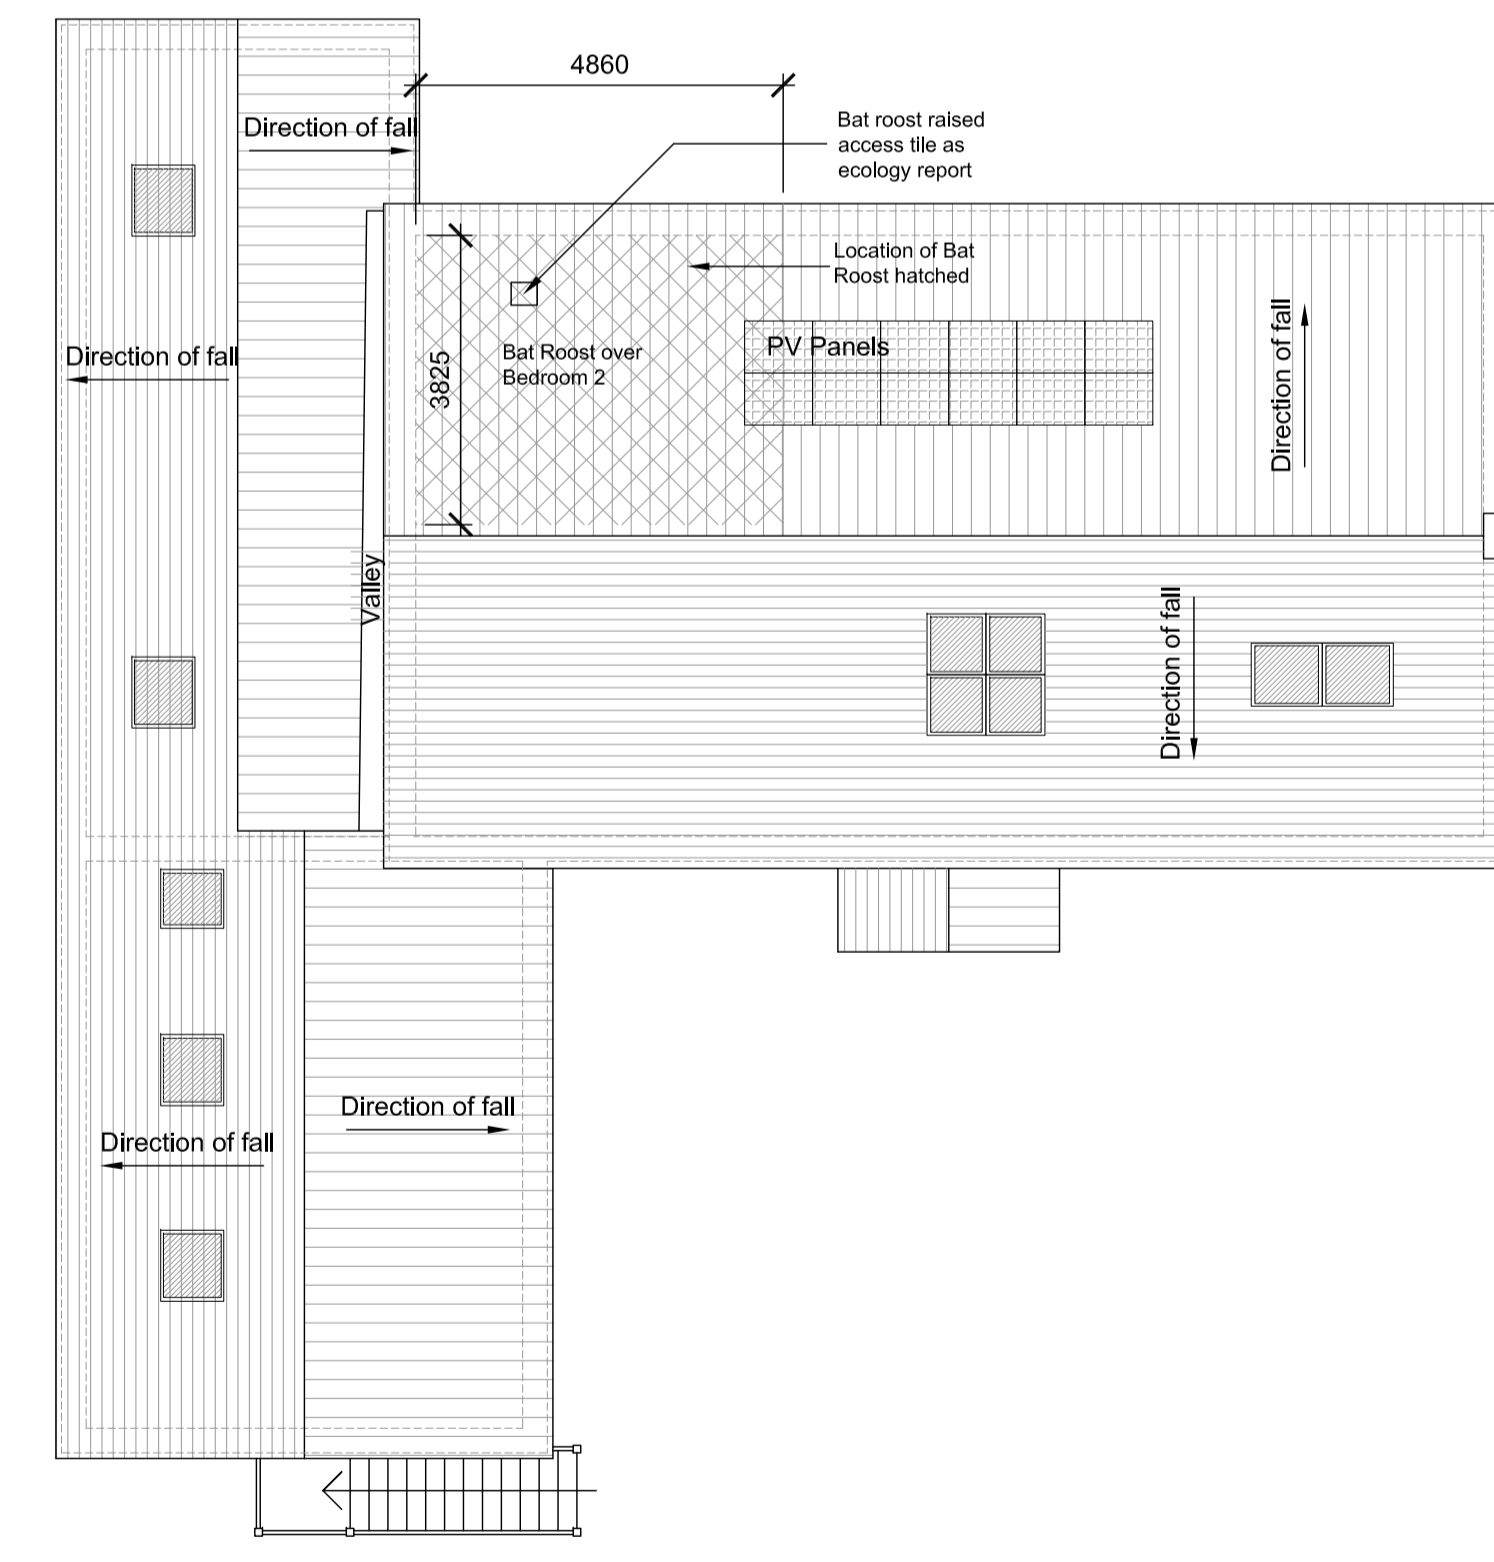 4860
Bat roost raised
access tile as
ecology report
Direction of fall
Location of Bat
Roost hatched
Direction of fall
PV Panels
Bat Roost over
Bedroom 2
3825
Direction of fall
Valley
Direction of fall
Direction of fall
Direction of fall